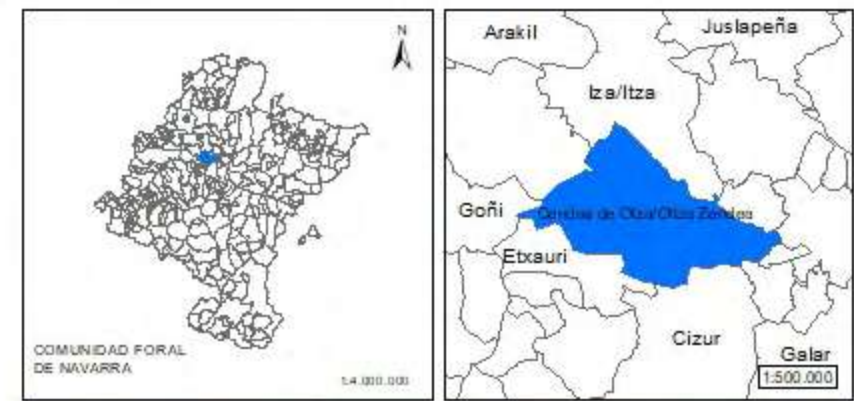 N
COMUNIDAD FORAL
DE NAVARRA
1:4.000.000
Arakil
Juslapeña
Iza/Itza
Goñi
Cendea de Olza/Oltza Zendea
Etxauri
Cizur
Galar
1:500.000